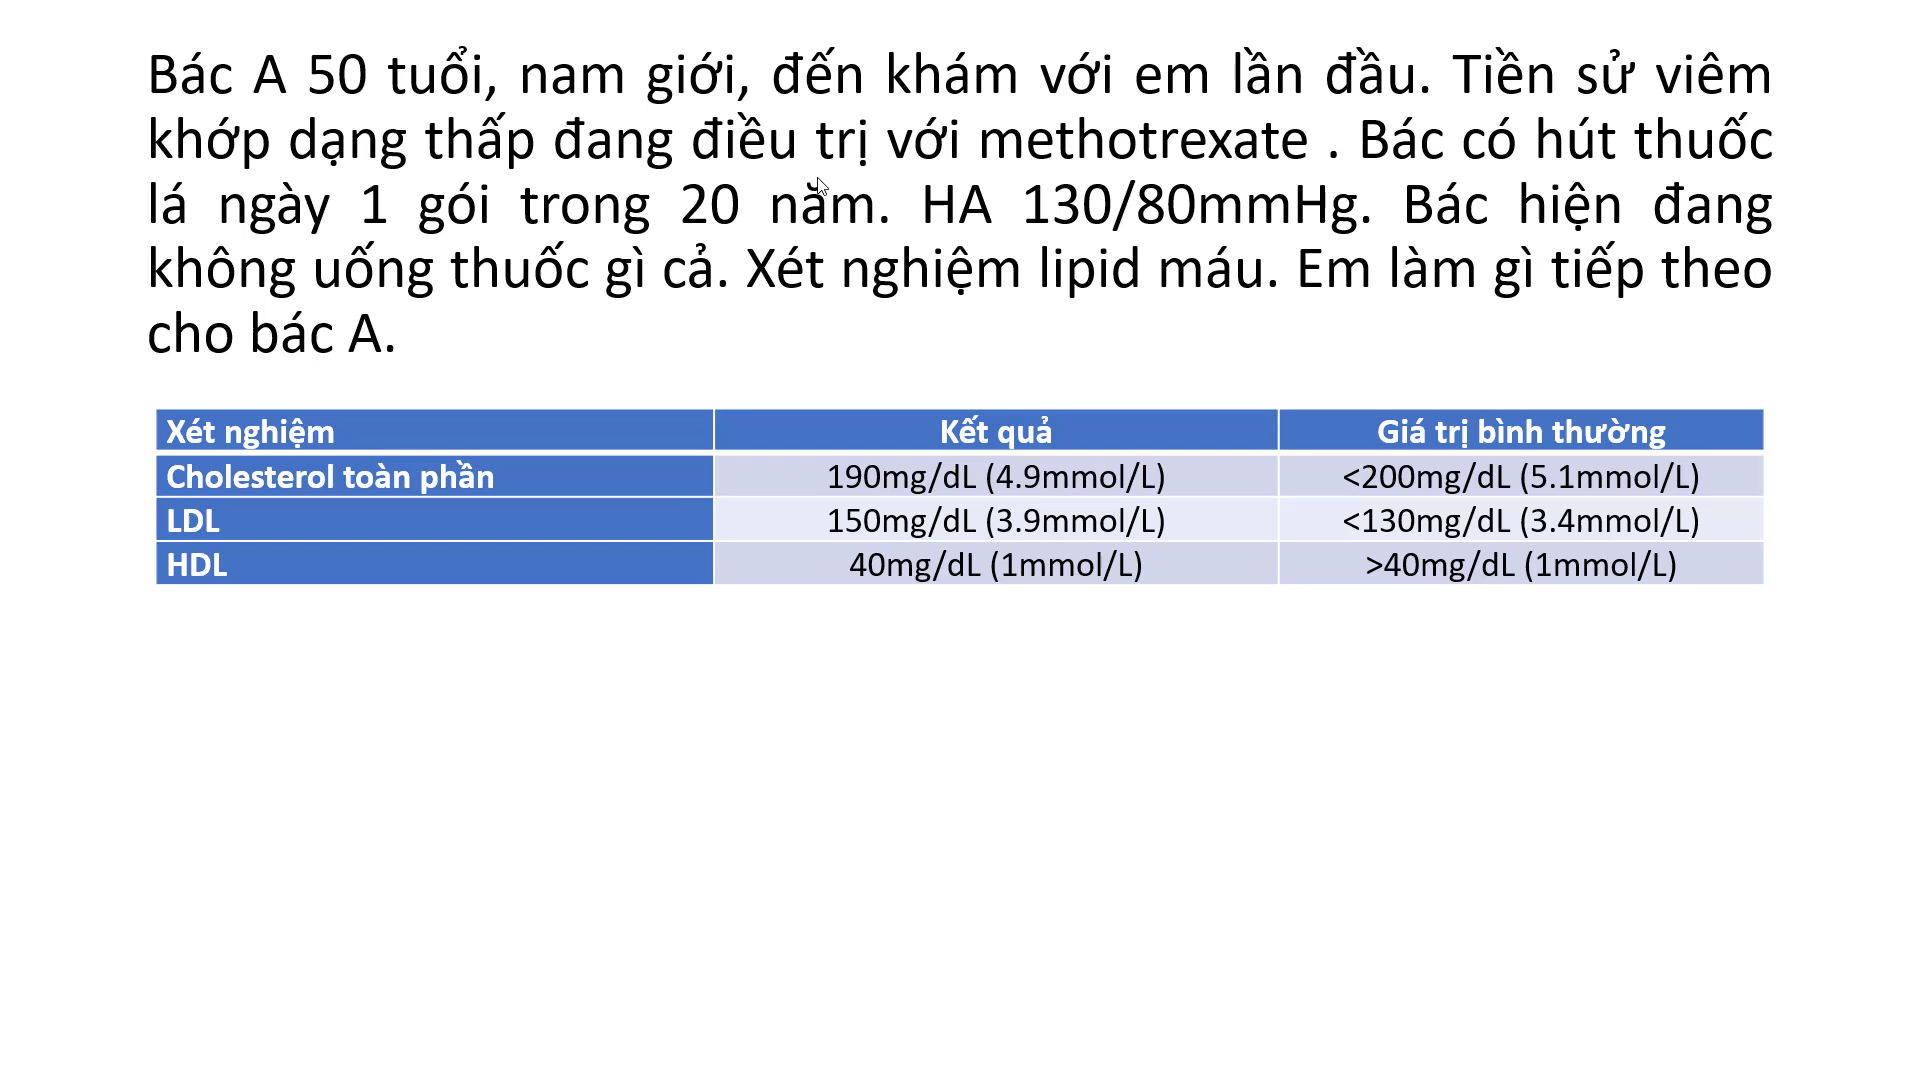 Bác A 50 tuổi, nam giới, đến khám với em lần đầu. Tiền sử viêm
khớp dạng thấp đang điều trị với methotrexate . Bác có hút thuốc
lá ngày 1 gói trong 20 năm. HA 130/80mmHg. Bác hiện đang
không uống thuốc gì cả. Xét nghiệm lipid máu. Em làm gì tiếp theo
cho bác A.
Xét nghiệm Kết quả Giá trị bình thường
Cholesterol toàn phần 190mg/dL (4.9mmol/L) <200mg/dL (5.1mmol/L)
LDL 150mg/dL (3.9mmol/L) <130mg/dL (3.4mmol/L)
HDL 40mg/dL (1mmol/L) >40mg/dL (1mmol/L)